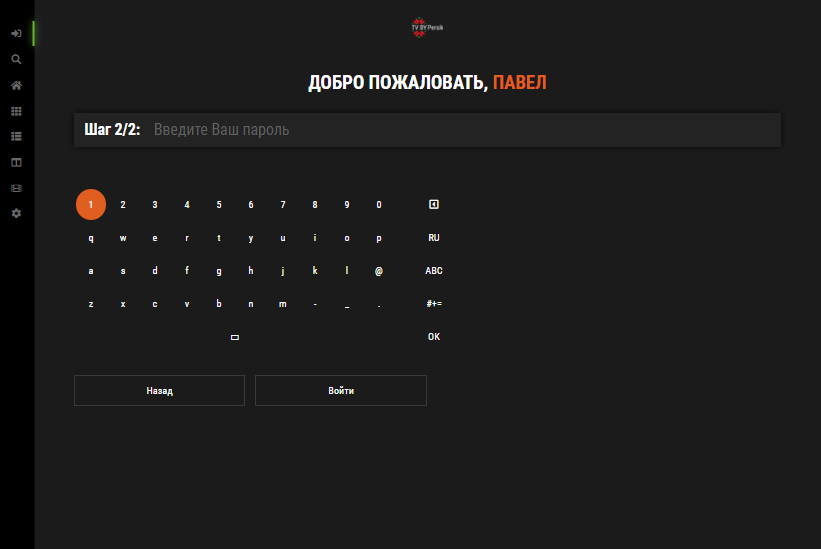 TV BY Persik
ДОБРО ПОЖАЛОВАТЬ, ПАВЕЛ
Шаг 2/2: Введите Ваш пароль
1 2 3 4 5 6 7 8 9 0
q w e r t y u i o p RU
a s d f g h j k l @ ABC
z x c v b n m - _ . #+=
OK
Назад Войти